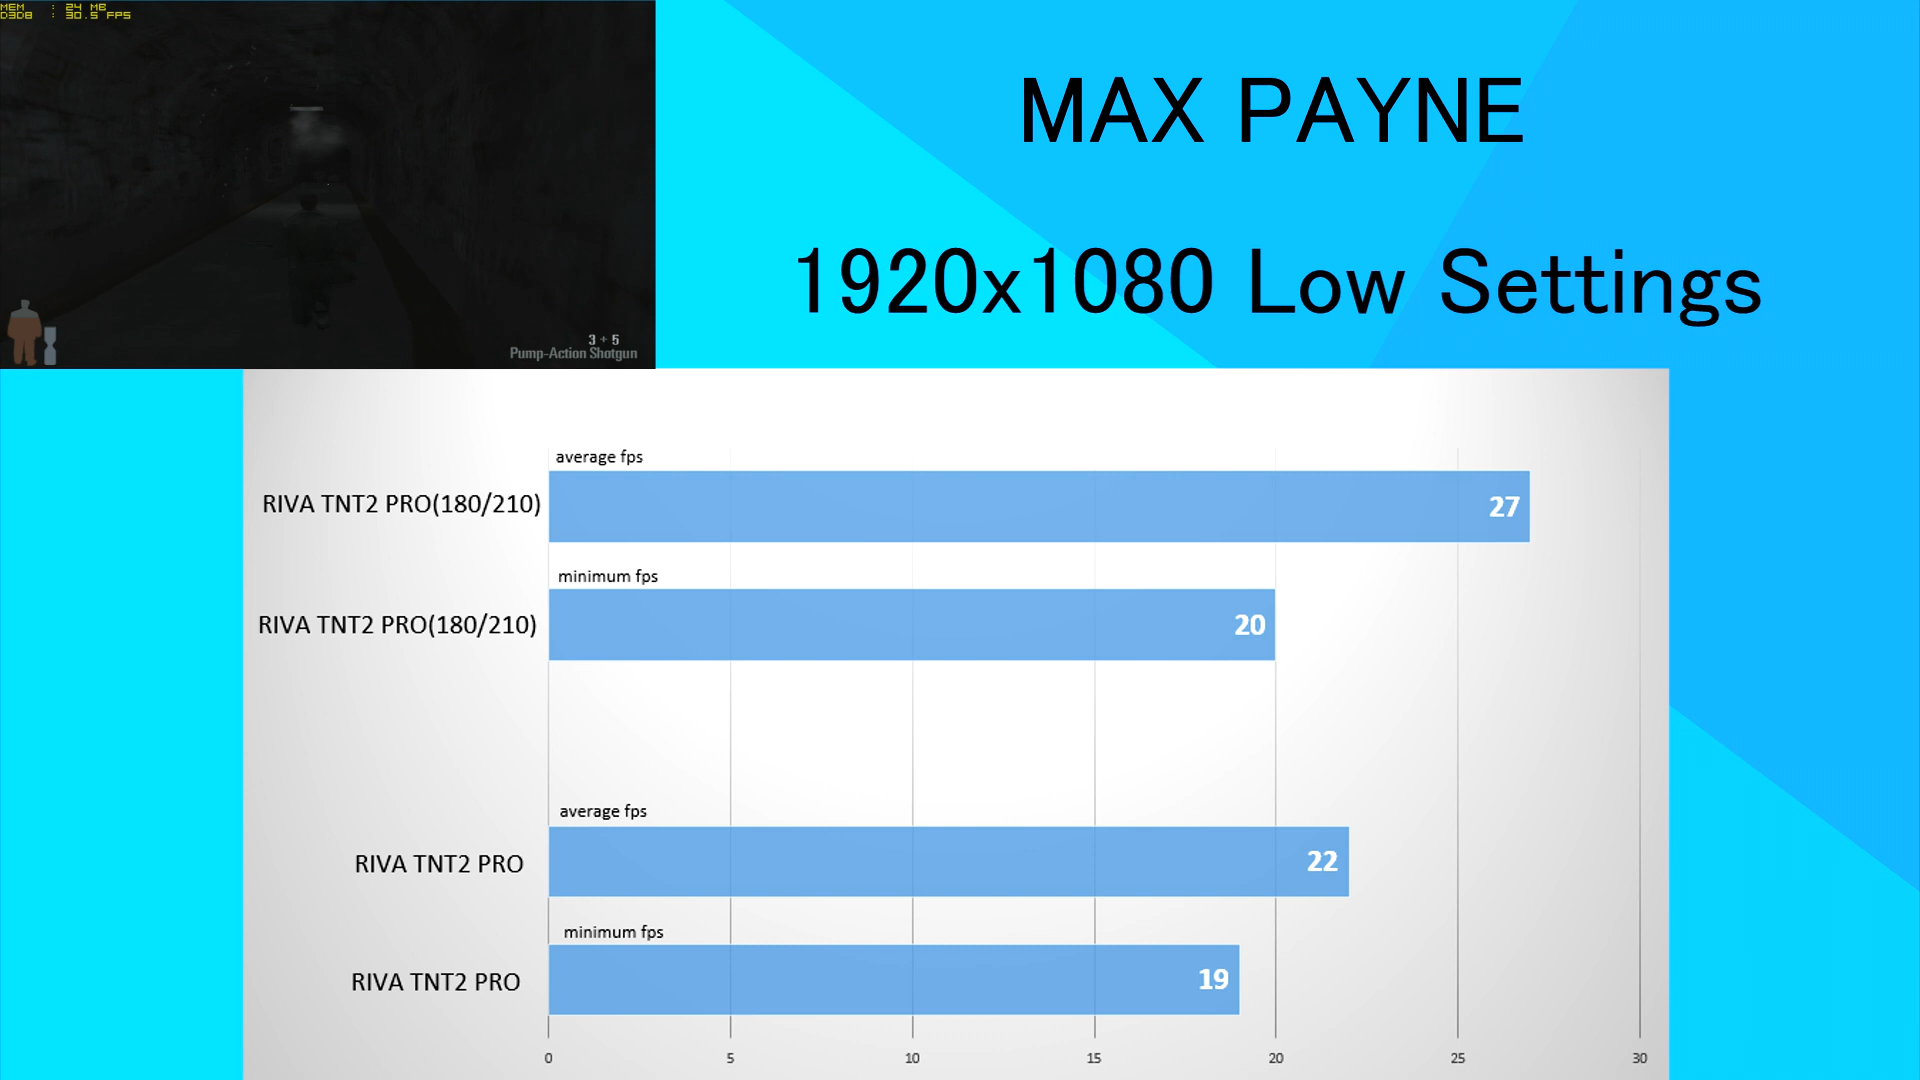 MEM : 24 MB
D3D8 : 30.5 FPS
3 + 5
Pump-Action Shotgun
MAX PAYNE
1920x1080 Low Settings
average fps
RIVA TNT2 PRO(180/210)
27
minimum fps
RIVA TNT2 PRO(180/210)
20
average fps
RIVA TNT2 PRO
22
minimum fps
RIVA TNT2 PRO
19
0 5 10 15 20 25 30